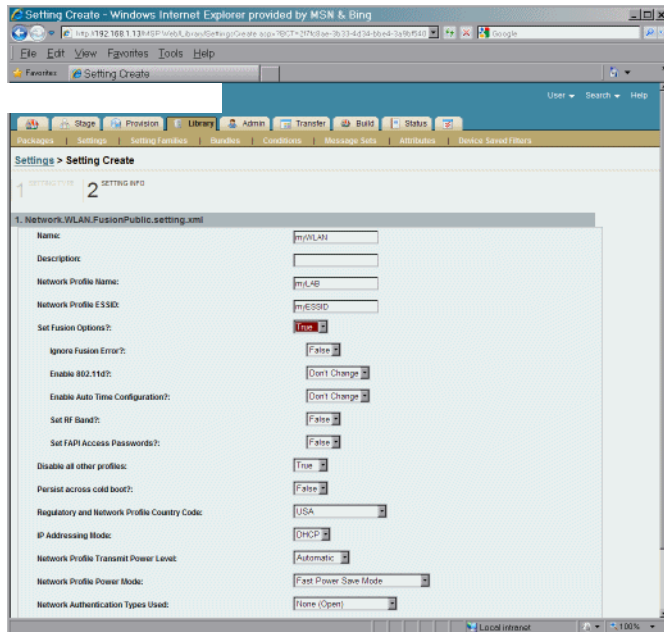 Setting Create - Windows Internet Explorer provided by MSN & Bing
Google
File Edit View Favorites Tools Help
Favorites Setting Create
User Search Help
Stage Provision Library Admin Transfer Build Status
Packages | Settings | Setting Families | Bundles | Conditions | Message Sets | Attributes | Device Saved Filters
Settings > Setting Create
1 SETTING TYPE 2 SETTING INFO
1. Network.WLAN.FusionPublic.setting.xml
Name: myWLAN
Description:
Network Profile Name: myLAB
Network Profile ESSID: myESSID
Set Fusion Options?: True
Ignore Fusion Error?: False
Enable 802.11d?: Don't Change
Enable Auto Time Configuration?: Don't Change
Set RF Band?: False
Set FAPI Access Passwords?: False
Disable all other profiles: True
Persist across cold boot?: False
Regulatory and Network Profile Country Code: USA
IP Addressing Mode: DHCP
Network Profile Transmit Power Level: Automatic
Network Profile Power Mode: Fast Power Save Mode
Network Authentication Types Used: None (Open)
Local intranet 100%